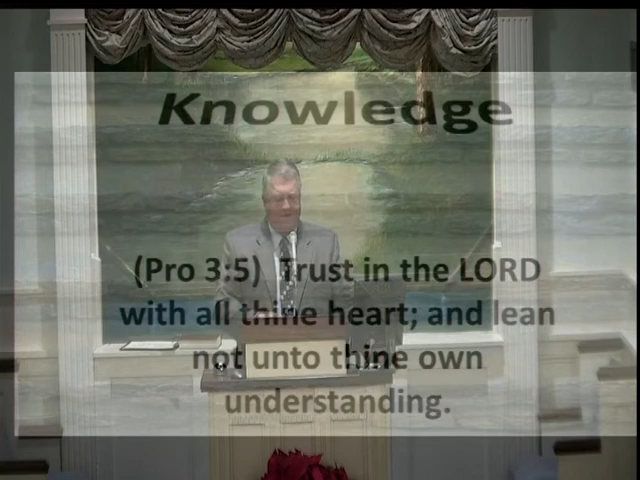 Knowledge
(Pro 3:5) Trust in the LORD
with all thine heart; and lean
not unto thine own
understanding.